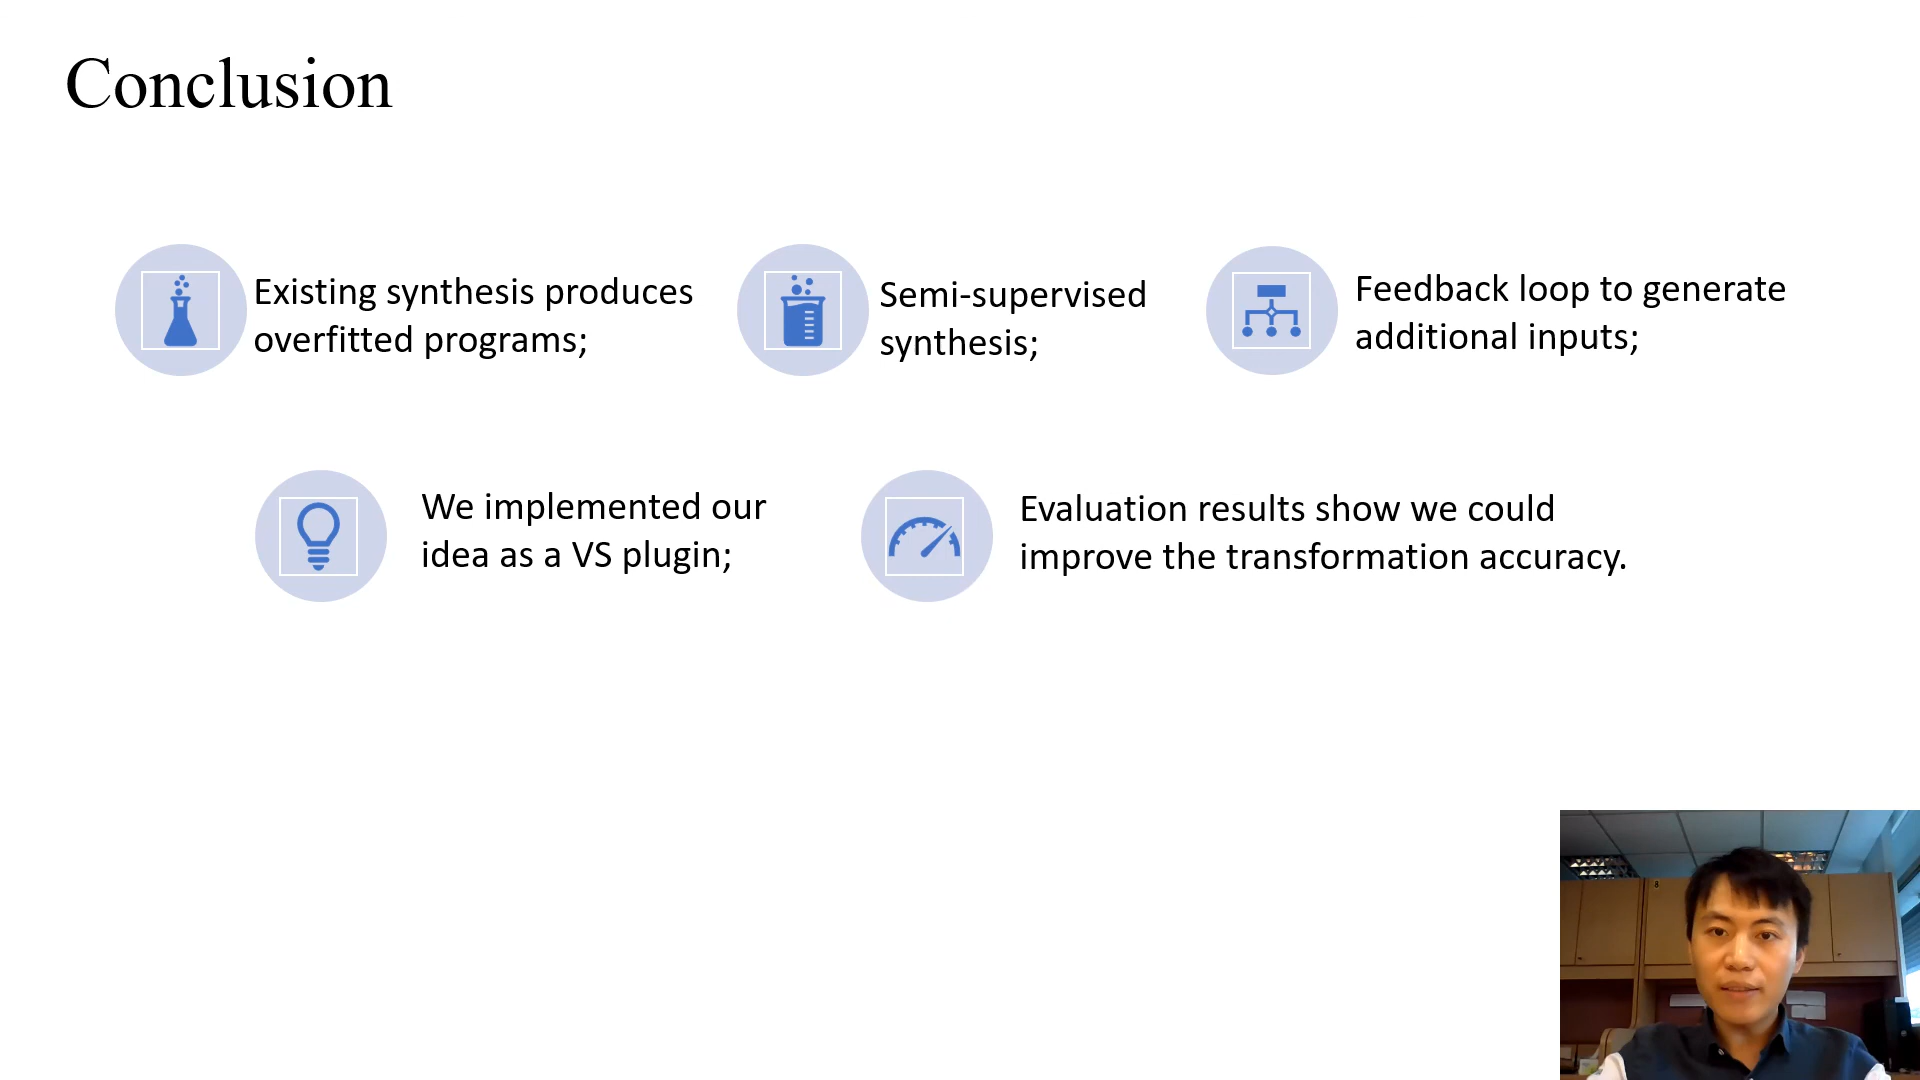 Conclusion
Existing synthesis produces
overfitted programs;
Semi-supervised
synthesis;
Feedback loop to generate
additional inputs;
We implemented our
idea as a VS plugin;
Evaluation results show we could
improve the transformation accuracy.
8